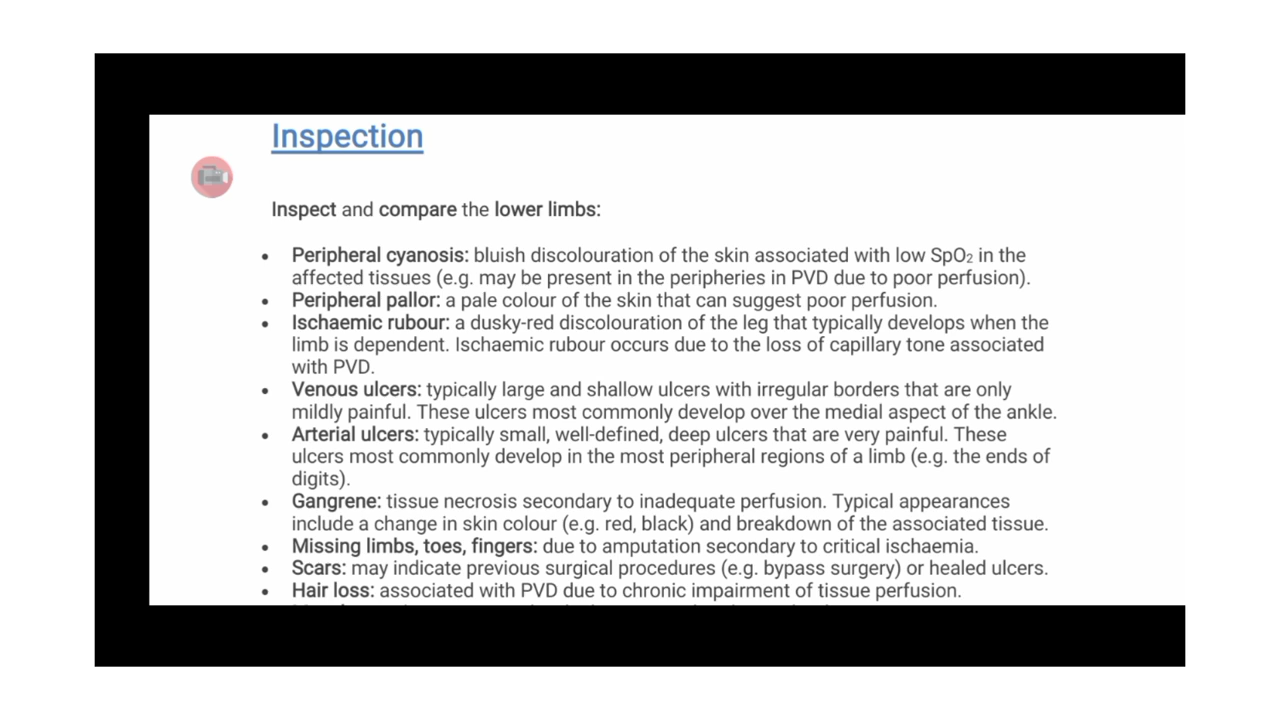 Inspection
Inspect and compare the lower limbs:
• Peripheral cyanosis: bluish discolouration of the skin associated with low SpO₂ in the
affected tissues (e.g. may be present in the peripheries in PVD due to poor perfusion).
• Peripheral pallor: a pale colour of the skin that can suggest poor perfusion.
• Ischaemic rubour: a dusky-red discolouration of the leg that typically develops when the
limb is dependent. Ischaemic rubour occurs due to the loss of capillary tone associated
with PVD.
• Venous ulcers: typically large and shallow ulcers with irregular borders that are only
mildly painful. These ulcers most commonly develop over the medial aspect of the ankle.
• Arterial ulcers: typically small, well-defined, deep ulcers that are very painful. These
ulcers most commonly develop in the most peripheral regions of a limb (e.g. the ends of
digits).
• Gangrene: tissue necrosis secondary to inadequate perfusion. Typical appearances
include a change in skin colour (e.g. red, black) and breakdown of the associated tissue.
• Missing limbs, toes, fingers: due to amputation secondary to critical ischaemia.
• Scars: may indicate previous surgical procedures (e.g. bypass surgery) or healed ulcers.
• Hair loss: associated with PVD due to chronic impairment of tissue perfusion.